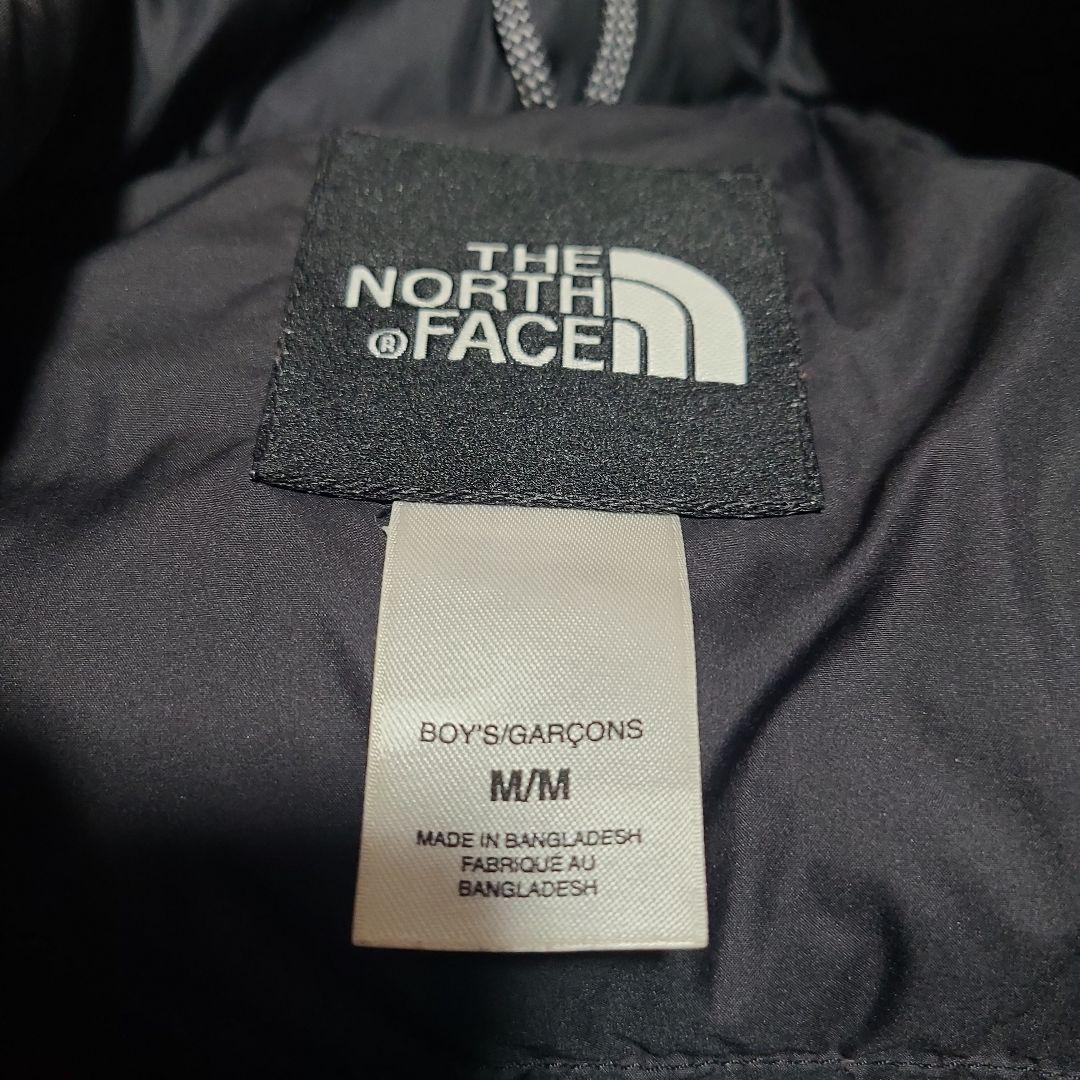 THE
NORTH
® FACE
BOY'S/GARÇONS
M/M
MADE IN BANGLADESH
FABRIQUÉ AU
BANGLADESH